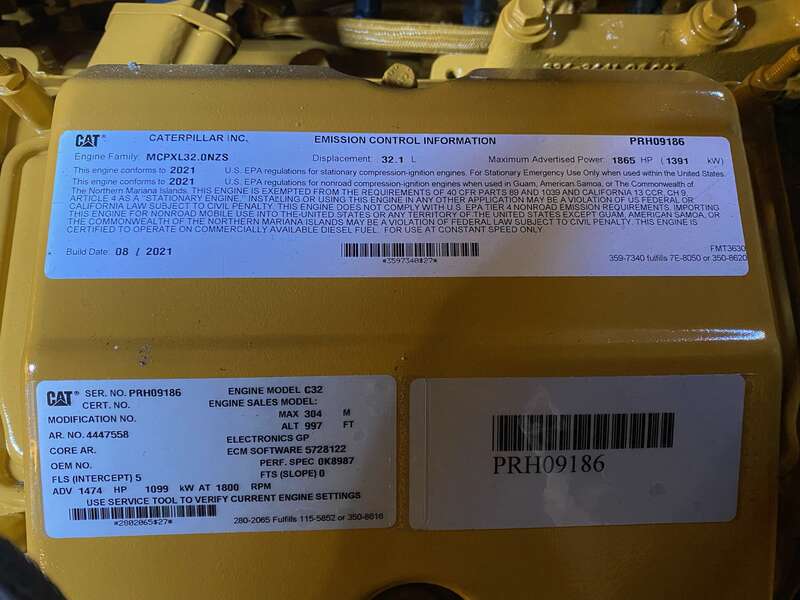 CAT® CATERPILLAR INC. EMISSION CONTROL INFORMATION PRH09186
Engine Family: MCPXL32.0NZS Displacement: 32.1 L Maximum Advertised Power: 1865 HP ( 1391 kW)
This engine conforms to 2021 U.S. EPA regulations for stationary compression-ignition engines. For Stationary Emergency Use Only when used within the United States.
This engine conforms to 2021 U.S. EPA regulations for nonroad compression-ignition engines when used in Guam, American Samoa, or The Commonwealth of
The Northern Mariana Islands. THIS ENGINE IS EXEMPTED FROM THE REQUIREMENTS OF 40 CFR PARTS 89 AND 1039 AND CALIFORNIA 13 CCR, CH 9
ARTICLE 4 AS A "STATIONARY ENGINE." INSTALLING OR USING THIS ENGINE IN ANY OTHER APPLICATION MAY BE A VIOLATION OF US FEDERAL OR
CALIFORNIA LAW SUBJECT TO CIVIL PENALTY. THIS ENGINE DOES NOT COMPLY WITH U.S. EPA TIER 4 NONROAD EMISSION REQUIREMENTS. IMPORTING
THIS ENGINE FOR NONROAD MOBILE USE INTO THE UNITED STATES OR ANY TERRITORY OF THE UNITED STATES EXCEPT GUAM, AMERICAN SAMOA, OR
THE COMMONWEALTH OF THE NORTHERN MARIANA ISLANDS MAY BE A VIOLATION OF FEDERAL LAW SUBJECT TO CIVIL PENALTY. THIS ENGINE IS
CERTIFIED TO OPERATE ON COMMERCIALLY AVAILABLE DIESEL FUEL. FOR USE AT CONSTANT SPEED ONLY
Build Date: 08 / 2021
*3597340$27*
FMT3630
359-7340 fulfills 7E-8050 or 350-8620
CAT® SER. NO. PRH09186 ENGINE MODEL C32
CERT. NO. ENGINE SALES MODEL:
MODIFICATION NO. MAX 304 M
ALT 997 FT
AR. NO. 4447558 ELECTRONICS GP
CORE AR. ECM SOFTWARE 5728122
OEM NO. PERF. SPEC 0K8987
FLS (INTERCEPT) 5 FTS (SLOPE) 0
ADV 1474 HP 1099 kW AT 1800 RPM
USE SERVICE TOOL TO VERIFY CURRENT ENGINE SETTINGS
*2802065$27*
280-2065 Fulfills 115-5852 or 350-8616
PRH09186